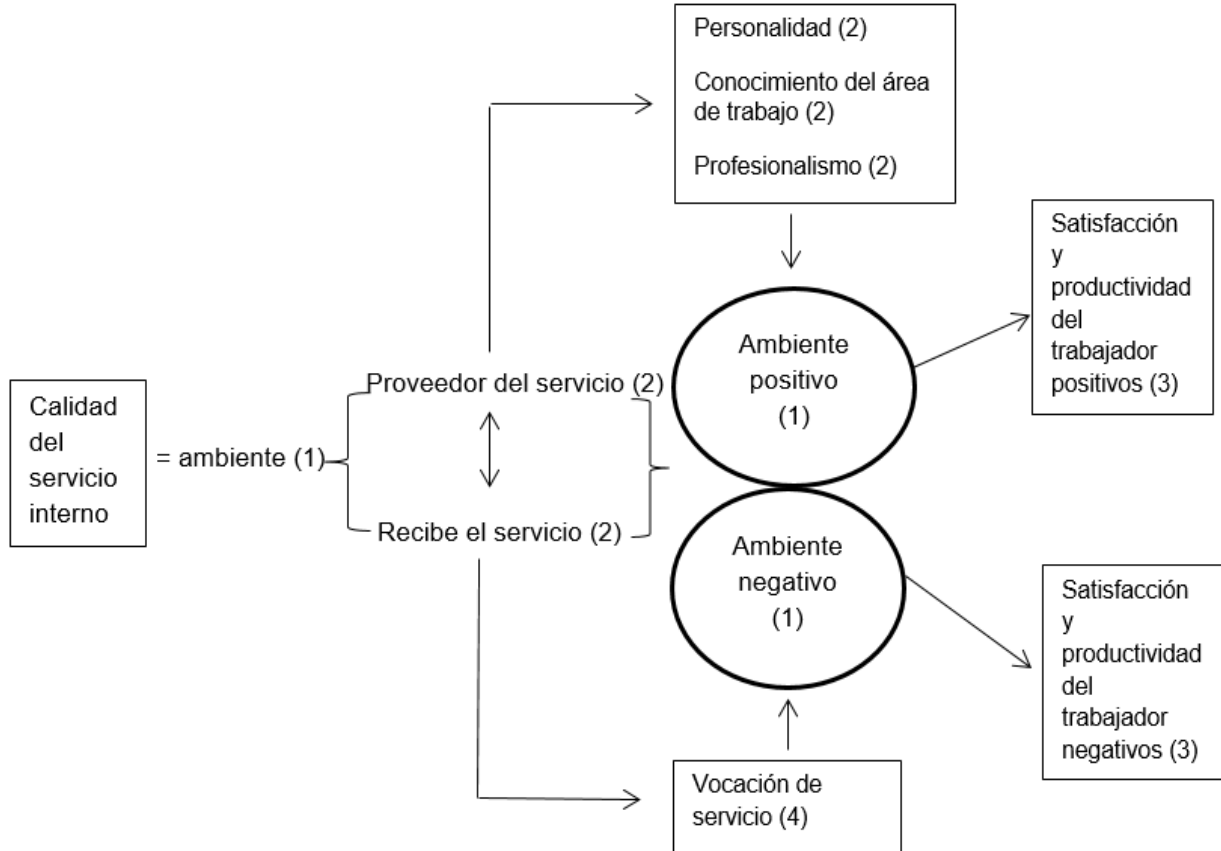 Personalidad (2)
Conocimiento del área
de trabajo (2)
Profesionalismo (2)
Satisfacción
y
productividad
del
trabajador
positivos (3)
Ambiente
positivo
(1)
Proveedor del servicio (2)
Calidad
del
servicio
interno
= ambiente (1)
Recibe el servicio (2)
Ambiente
negativo
(1)
Satisfacción
y
productividad
del
trabajador
negativos (3)
Vocación de
servicio (4)